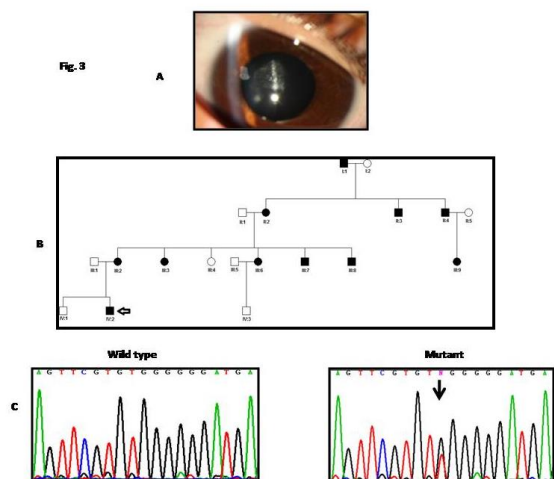 Fig. 3
A
I:1 I:2
II:1 II:2 II:3 II:4 II:5
B
III:1 III:2 III:3 III:4 III:5 III:6 III:7 III:8 III:9
IV:1 IV:2 IV:3
Wild type Mutant
A G T T C G T G T G G G G G G A T G A
A G T T C G T G T N G G G G G A T G A
C